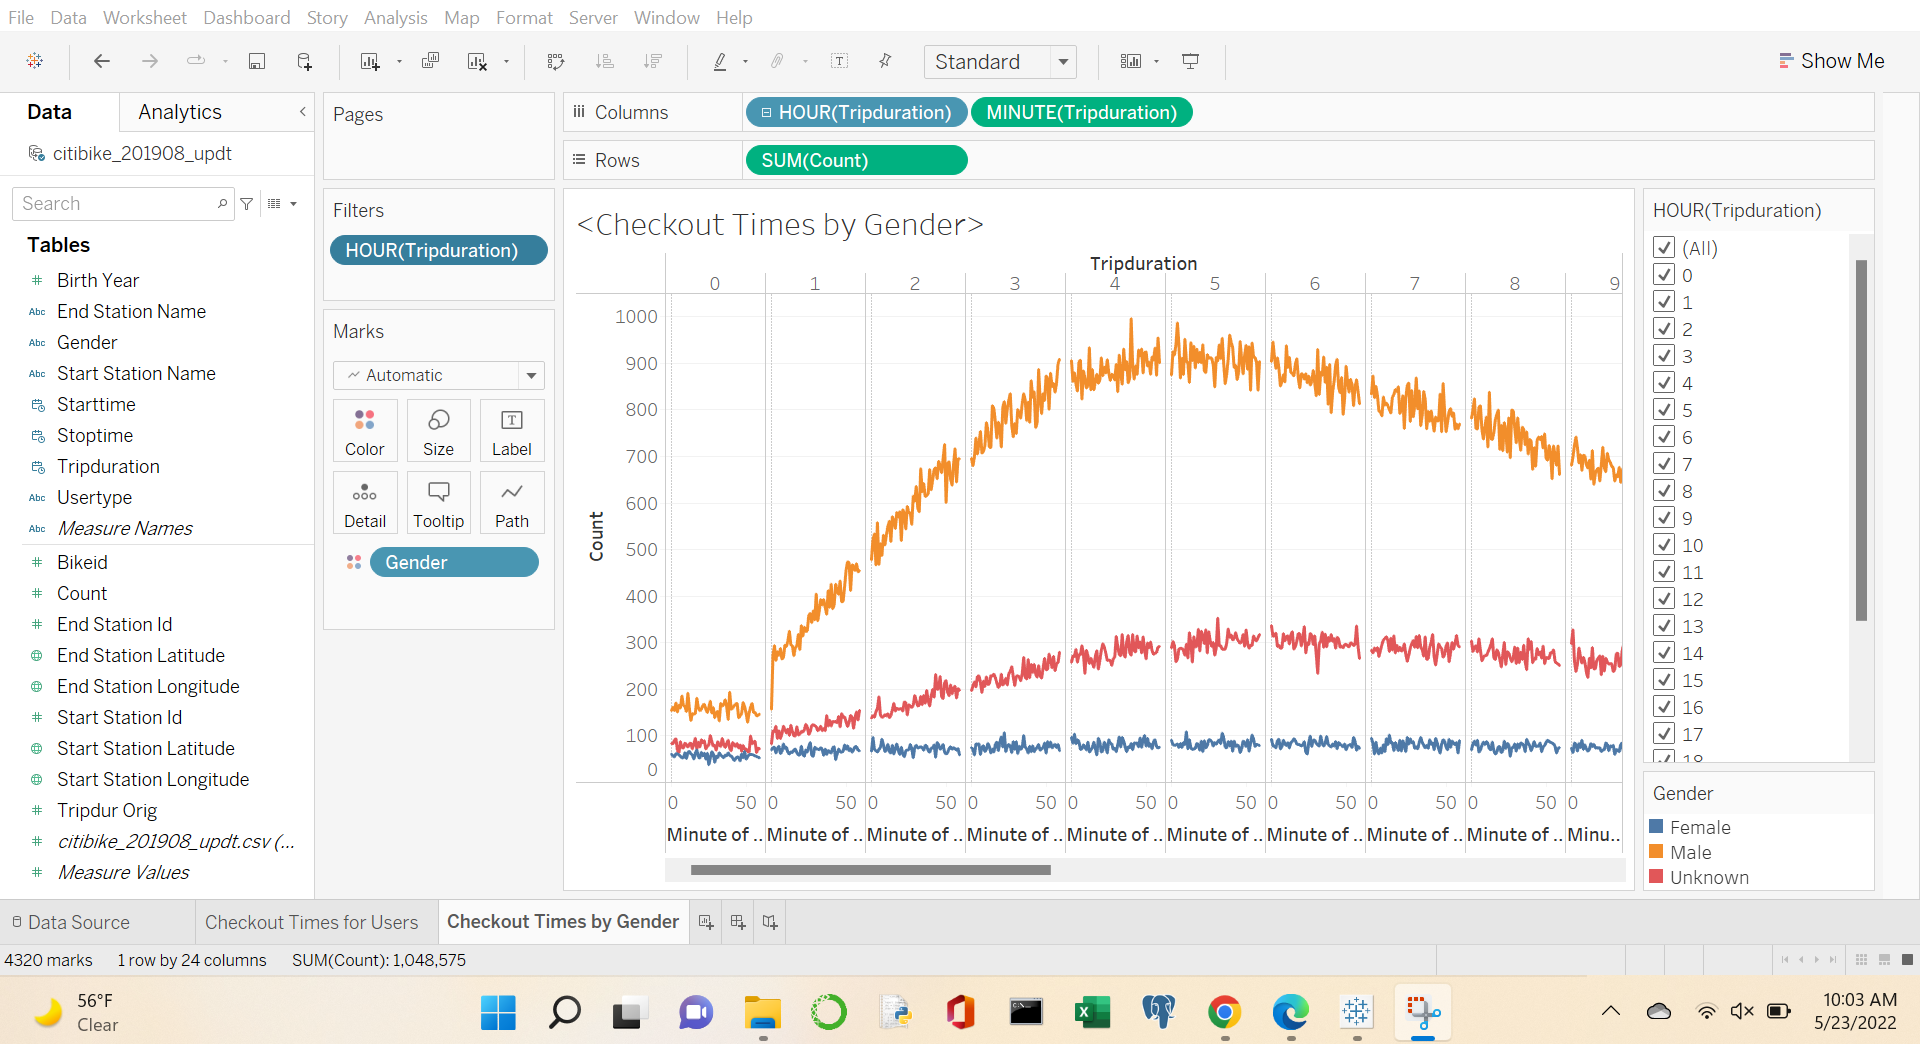 File Data Worksheet Dashboard Story Analysis Map Format Server Window Help
Standard
Show Me
Data Analytics
citibike_201908_updt
Search
Tables
Birth Year
Abc End Station Name
Abc Gender
Abc Start Station Name
Starttime
Stoptime
Tripduration
Abc Usertype
Abc Measure Names
Bikeid
Count
End Station Id
End Station Latitude
End Station Longitude
Start Station Id
Start Station Latitude
Start Station Longitude
Tripdur Orig
citibike_201908_updt.csv (...
Measure Values
Pages
Filters
HOUR(Tripduration)
Marks
Automatic
Color Size Label
Detail Tooltip Path
Gender
Columns HOUR(Tripduration) MINUTE(Tripduration)
Rows SUM(Count)
<Checkout Times by Gender>
Tripduration
0 1 2 3 4 5 6 7 8 9
1000
900
800
700
600
500
400
300
200
100
0
Count
0 50 0 50 0 50 0 50 0 50 0 50 0 50 0 50 0 50 0
Minute of .. Minute of .. Minute of .. Minute of .. Minute of .. Minute of .. Minute of .. Minute of .. Minute of .. Minu..
HOUR(Tripduration)
(All)
0
1
2
3
4
5
6
7
8
9
10
11
12
13
14
15
16
17
18
Gender
Female
Male
Unknown
Data Source Checkout Times for Users Checkout Times by Gender
4320 marks 1 row by 24 columns SUM(Count): 1,048,575
56°F
Clear
10:03 AM
5/23/2022